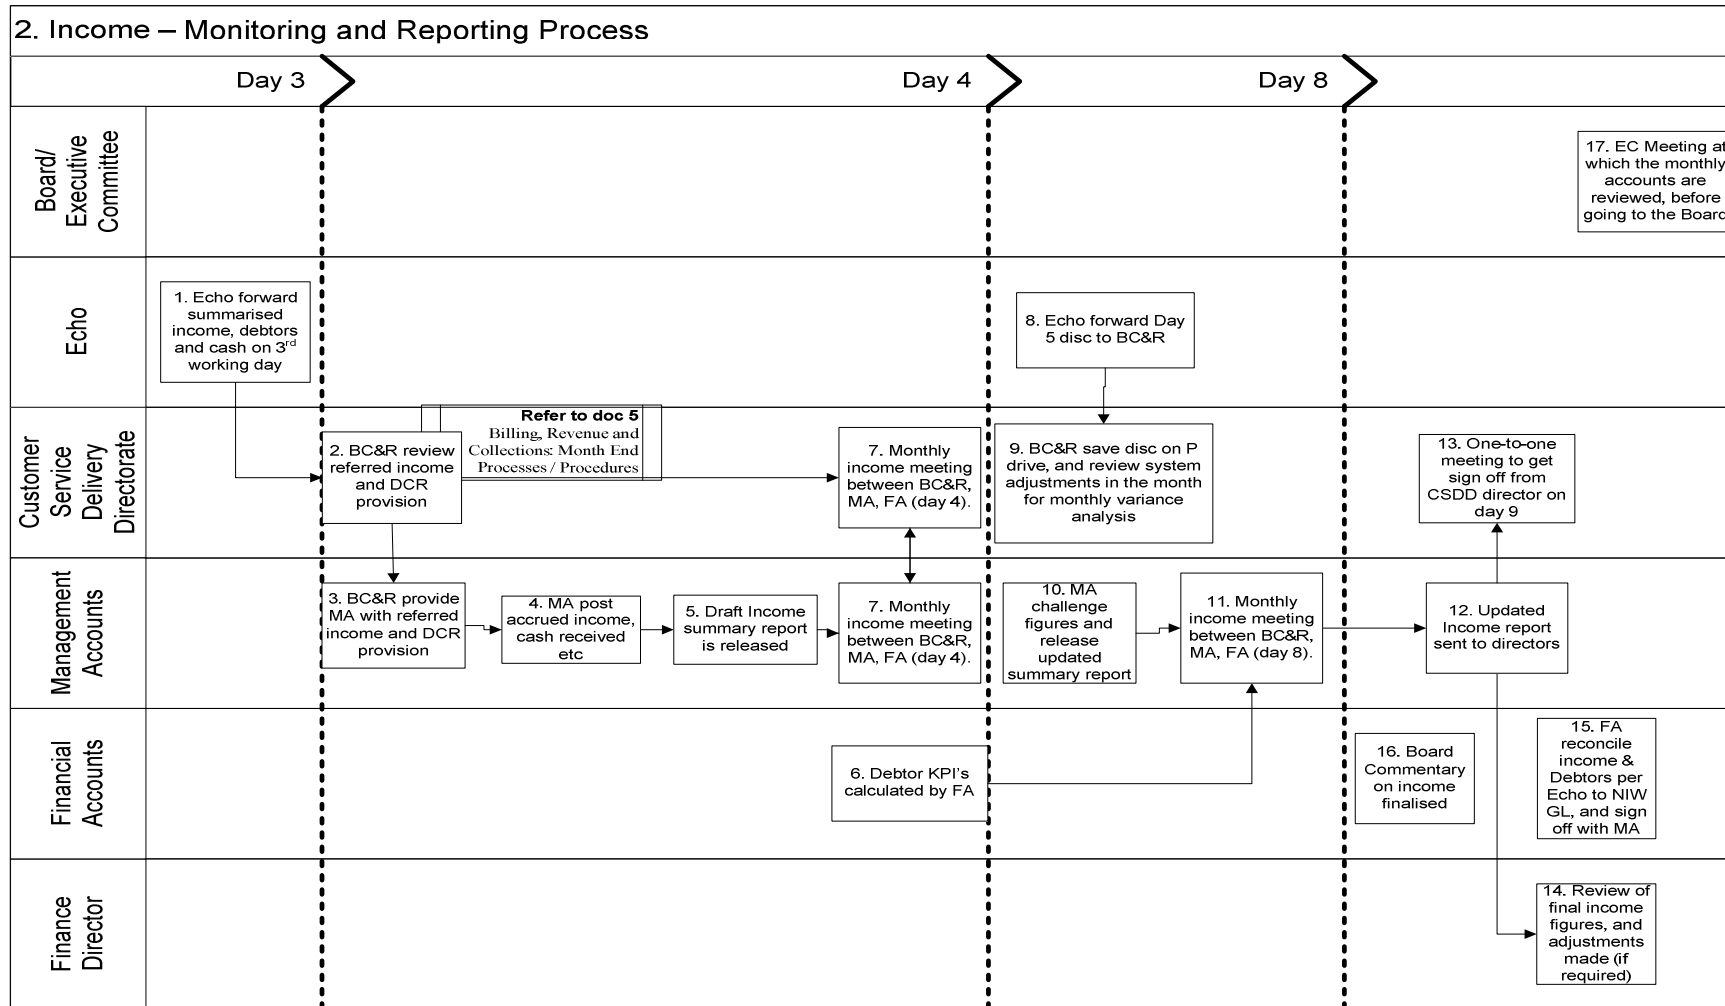 2. Income – Monitoring and Reporting Process
Day 3
Day 4
Day 8
Board/
Executive
Committee
17. EC Meeting at
which the monthly
accounts are
reviewed, before
going to the Board
Echo
1. Echo forward
summarised
income, debtors
and cash on 3rd
working day
8. Echo forward Day
5 disc to BC&R
Customer
Service
Delivery
Directorate
2. BC&R review
referred income
and DCR
provision
Refer to doc 5
Billing, Revenue and
Collections: Month End
Processes / Procedures
7. Monthly
income meeting
between BC&R,
MA, FA (day 4).
9. BC&R save disc on P
drive, and review system
adjustments in the month
for monthly variance
analysis
13. One-to-one
meeting to get
sign off from
CSDD director on
day 9
Management
Accounts
3. BC&R provide
MA with referred
income and DCR
provision
4. MA post
accrued income,
cash received
etc
5. Draft Income
summary report
is released
7. Monthly
income meeting
between BC&R,
MA, FA (day 4).
10. MA
challenge
figures and
release
updated
summary report
11. Monthly
income meeting
between BC&R,
MA, FA (day 8).
12. Updated
Income report
sent to directors
Financial
Accounts
6. Debtor KPI's
calculated by FA
16. Board
Commentary
on income
finalised
15. FA
reconcile
income &
Debtors per
Echo to NIW
GL, and sign
off with MA
Finance
Director
14. Review of
final income
figures, and
adjustments
made (if
required)